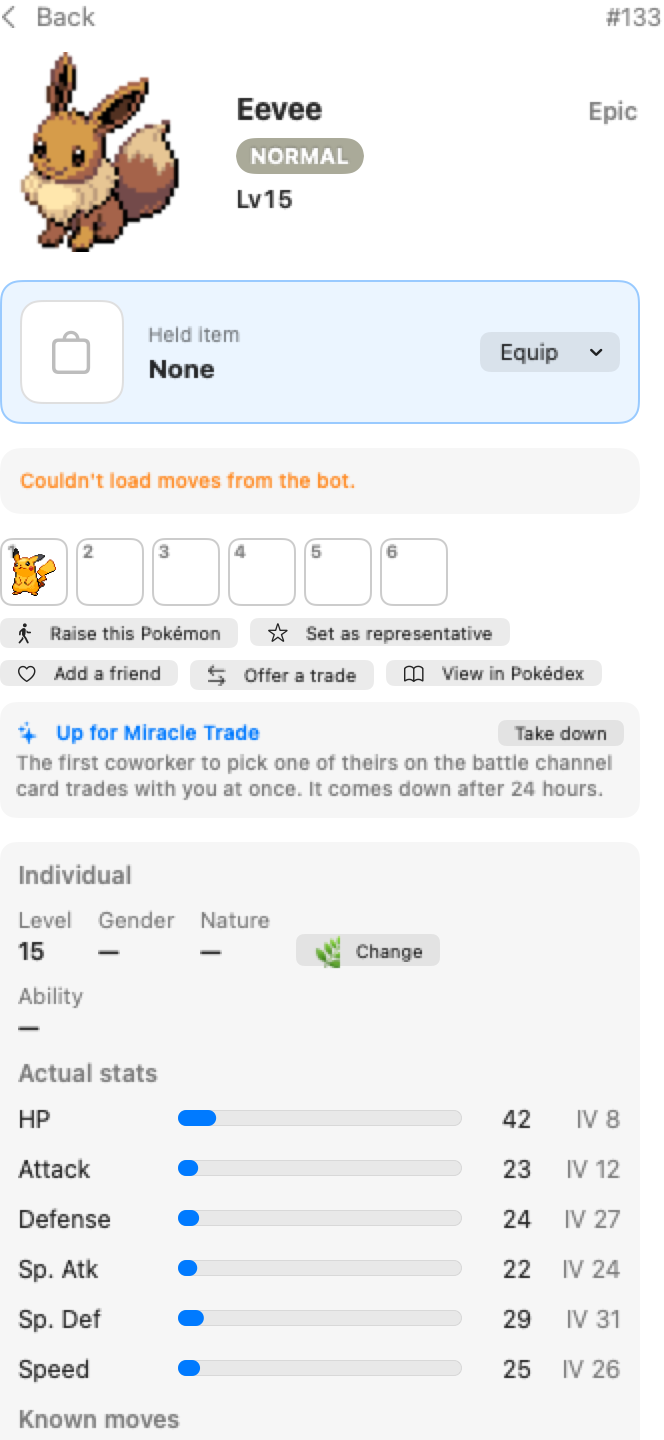 Back
#133
Eevee
Epic
NORMAL
Lv15
Held item
None
Equip
Couldn't load moves from the bot.
2 3 4 5 6
Raise this Pokémon
Set as representative
Add a friend
Offer a trade
View in Pokédex
Up for Miracle Trade
Take down
The first coworker to pick one of theirs on the battle channel
card trades with you at once. It comes down after 24 hours.
Individual
Level Gender Nature
15 — —
Change
Ability
—
Actual stats
HP 42 IV 8
Attack 23 IV 12
Defense 24 IV 27
Sp. Atk 22 IV 24
Sp. Def 29 IV 31
Speed 25 IV 26
Known moves